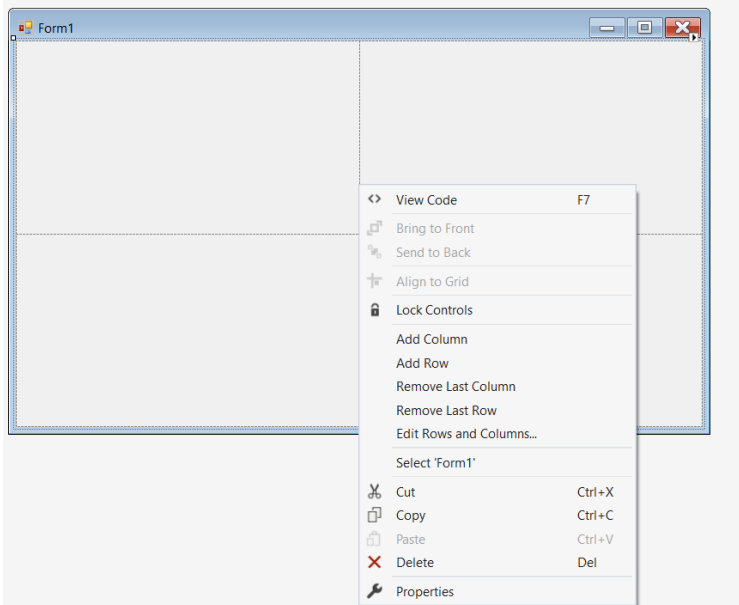 Form1
View Code F7
Bring to Front
Send to Back
Align to Grid
Lock Controls
Add Column
Add Row
Remove Last Column
Remove Last Row
Edit Rows and Columns...
Select 'Form1'
Cut Ctrl+X
Copy Ctrl+C
Paste Ctrl+V
Delete Del
Properties